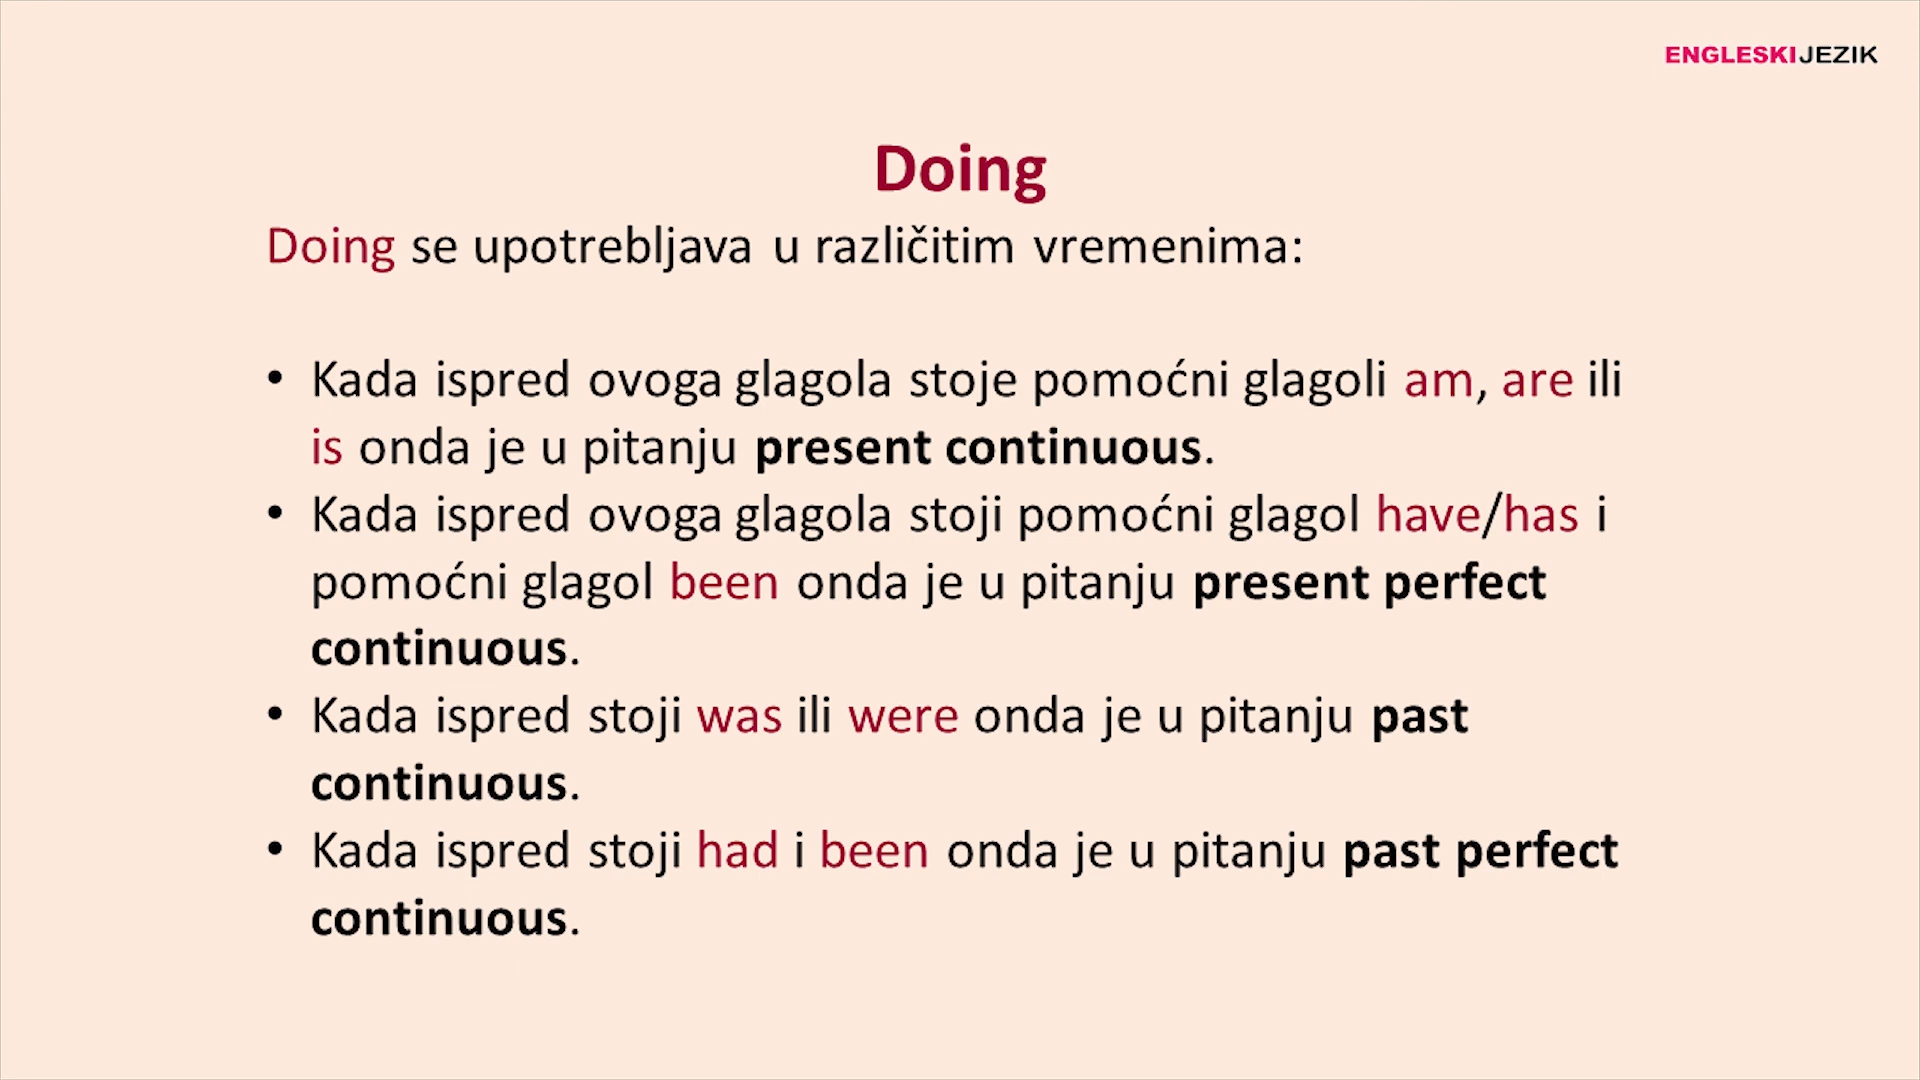 ENGLESKIJEZIK
Doing
Doing se upotrebljava u različitim vremenima:
• Kada ispred ovoga glagola stoje pomoćni glagoli am, are ili
is onda je u pitanju present continuous.
• Kada ispred ovoga glagola stoji pomoćni glagol have/has i
pomoćni glagol been onda je u pitanju present perfect
continuous.
• Kada ispred stoji was ili were onda je u pitanju past
continuous.
• Kada ispred stoji had i been onda je u pitanju past perfect
continuous.